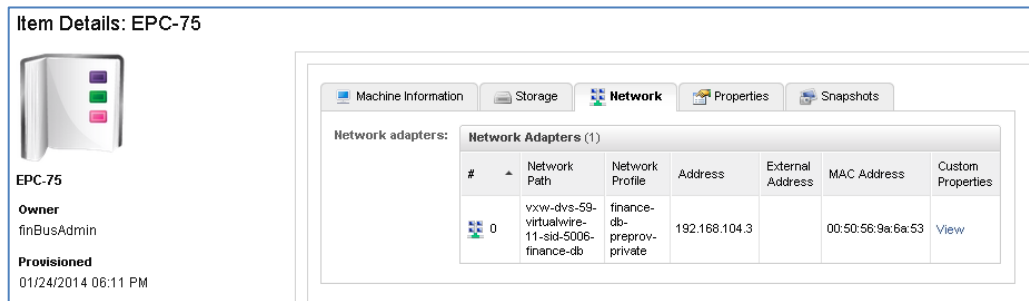 Item Details: EPC-75
EPC-75
Owner
finBusAdmin
Provisioned
01/24/2014 06:11 PM
Machine Information
Storage
Network
Properties
Snapshots
Network adapters:
Network Adapters (1)
#
Network
Path
Network
Profile
Address
External
Address
MAC Address
Custom
Properties
0
vxw-dvs-59-
virtualwire-
11-sid-5006-
finance-db
finance-
db-
preprov-
private
192.168.104.3
00:50:56:9a:6a:53
View